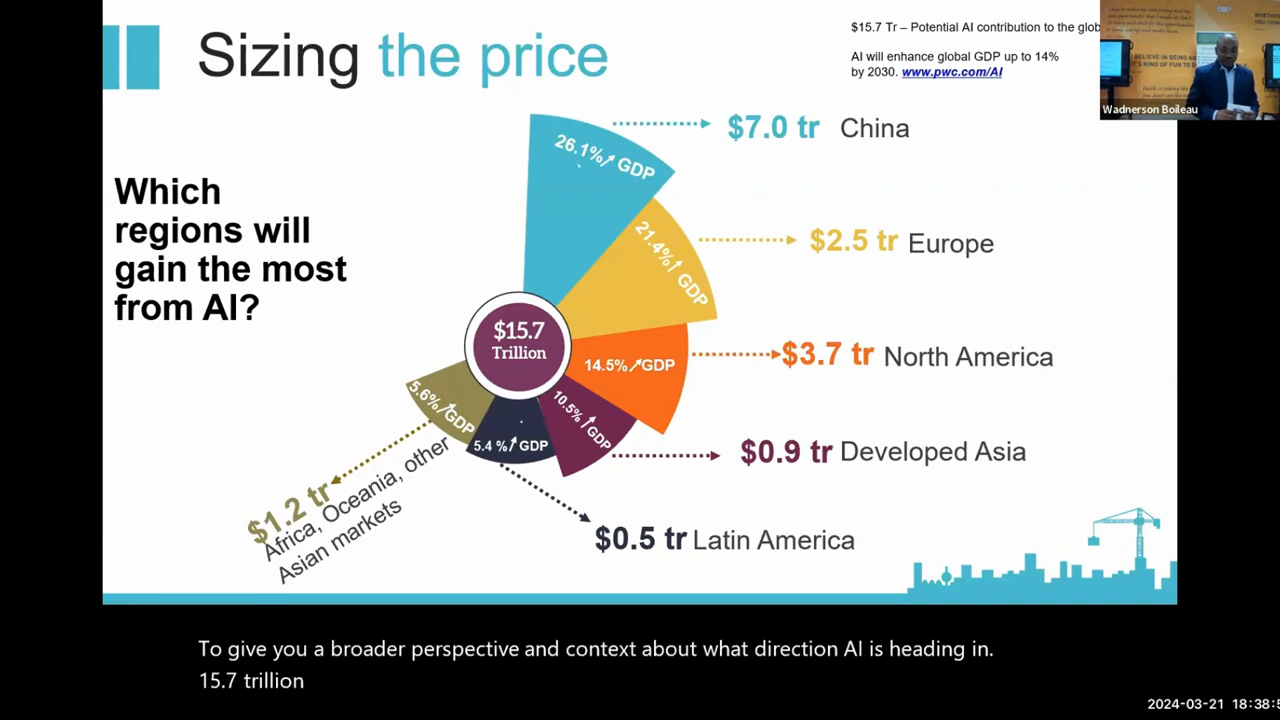 Sizing the price
$15.7 Tr – Potential AI contribution to the glob
AI will enhance global GDP up to 14%
by 2030. www.pwc.com/AI
Wadnerson Boileau
Which
regions will
gain the most
from AI?
26.1% GDP
$7.0 tr China
21.4% GDP
$2.5 tr Europe
$15.7
Trillion
14.5% GDP
$3.7 tr North America
10.5% GDP
$0.9 tr Developed Asia
5.4 % GDP
$0.5 tr Latin America
5.6% GDP
$1.2 tr
Africa, Oceania, other
Asian markets
To give you a broader perspective and context about what direction AI is heading in.
15.7 trillion
2024-03-21 18:38:5